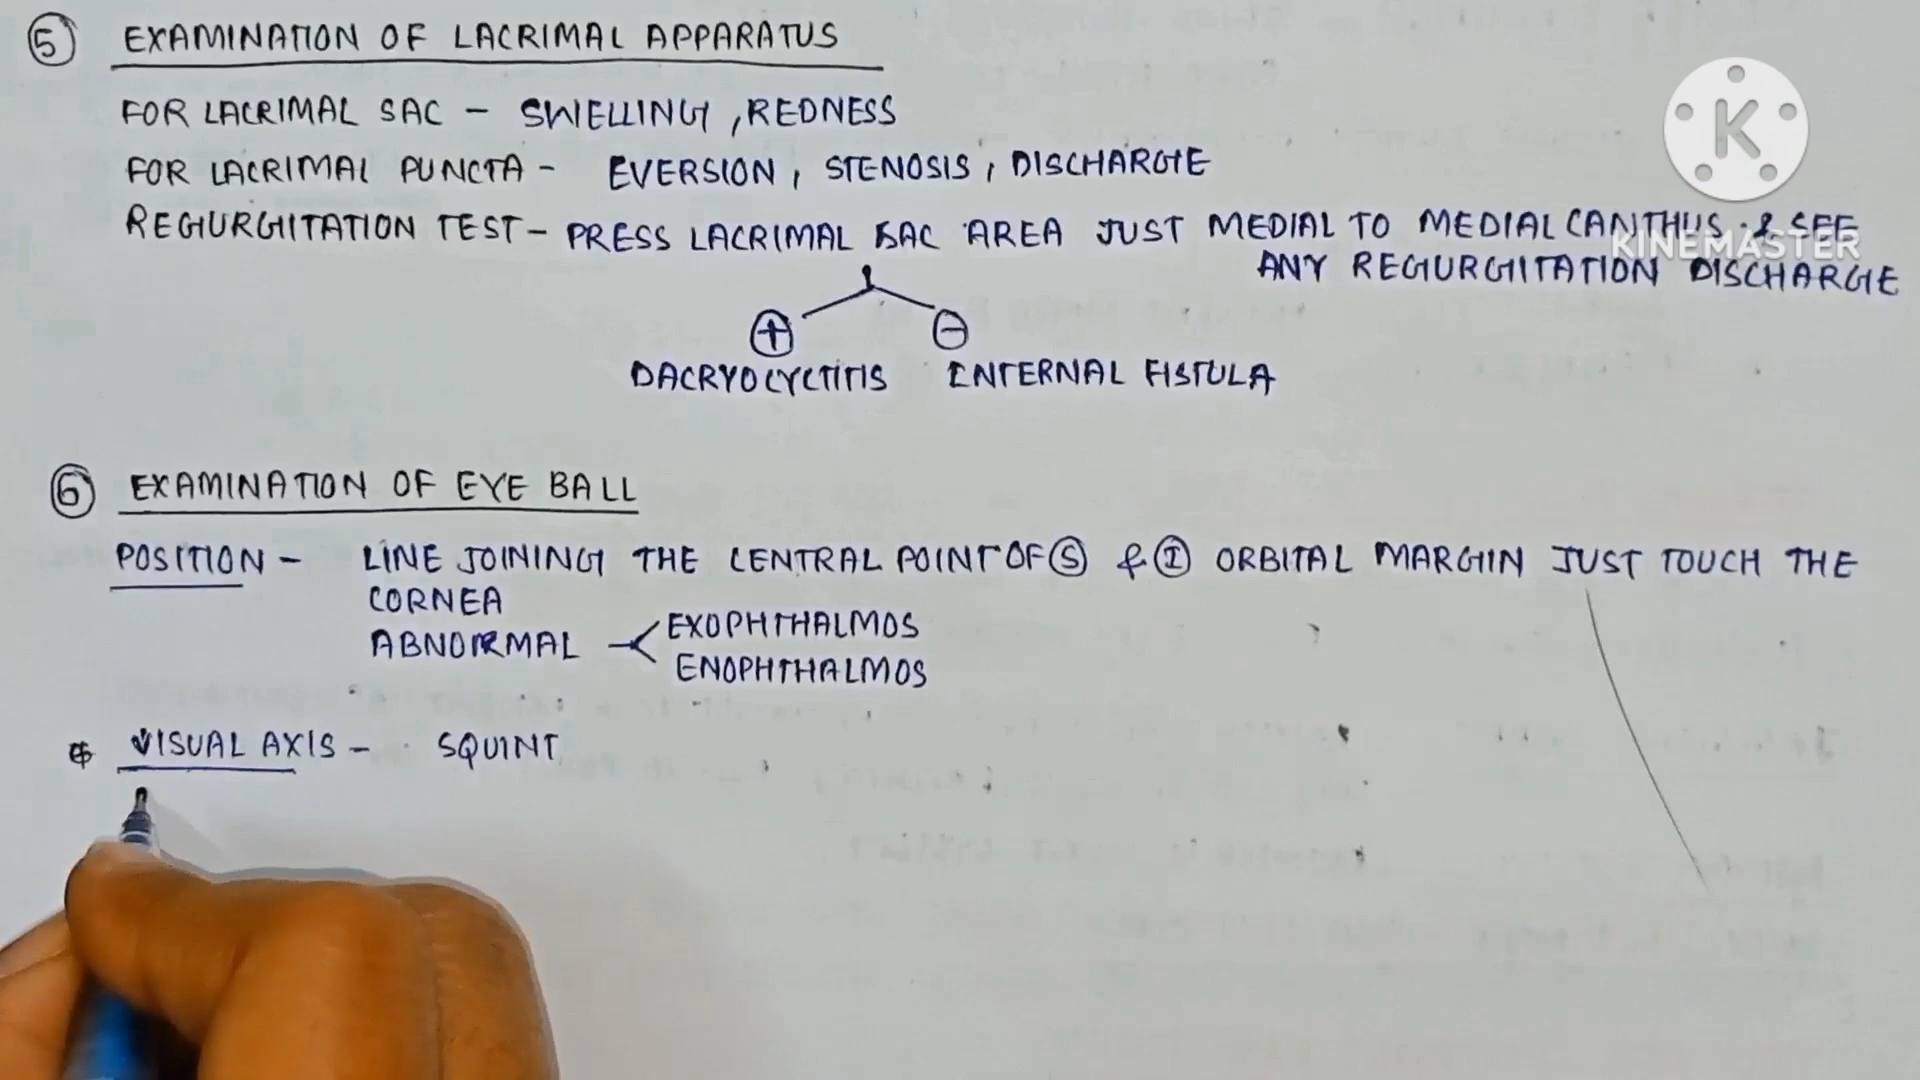 5 EXAMINATION OF LACRIMAL APPARATUS
FOR LACRIMAL SAC - SWELLING, REDNESS
FOR LACRIMAL PUNCTA - EVERSION, STENOSIS, DISCHARGE
REGURGITATION TEST - PRESS LACRIMAL SAC AREA JUST MEDIAL TO MEDIAL CANTHUS & SEE
ANY REGURGITATION DISCHARGE
+ -
DACRYOCYCTITIS INTERNAL FISTULA
6 EXAMINATION OF EYE BALL
POSITION - LINE JOINING THE CENTRAL POINT OF S & I ORBITAL MARGIN JUST TOUCH THE
CORNEA
ABNORMAL EXOPHTHALMOS
ENOPHTHALMOS
VISUAL AXIS - SQUINT
K
KINEMASTER